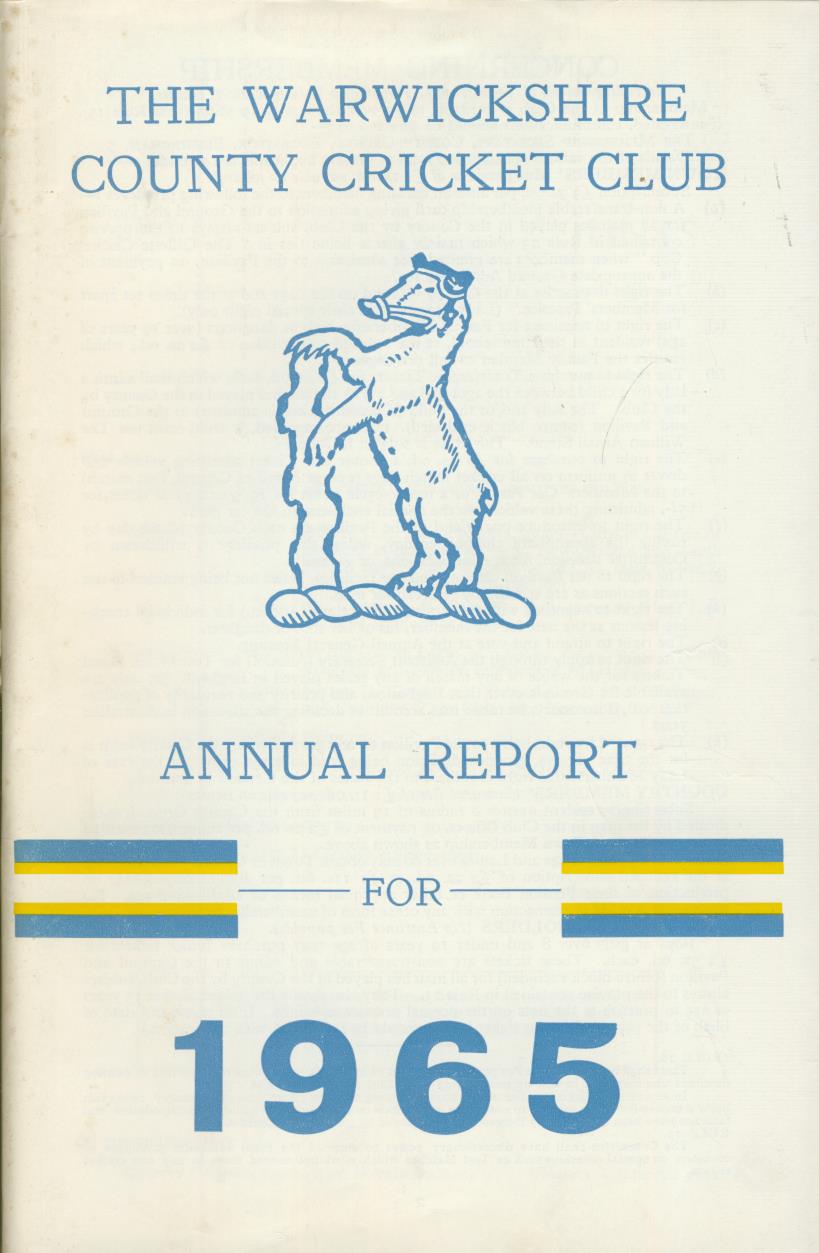 THE WARWICKSHIRE
COUNTY CRICKET CLUB
ANNUAL REPORT
FOR
1965